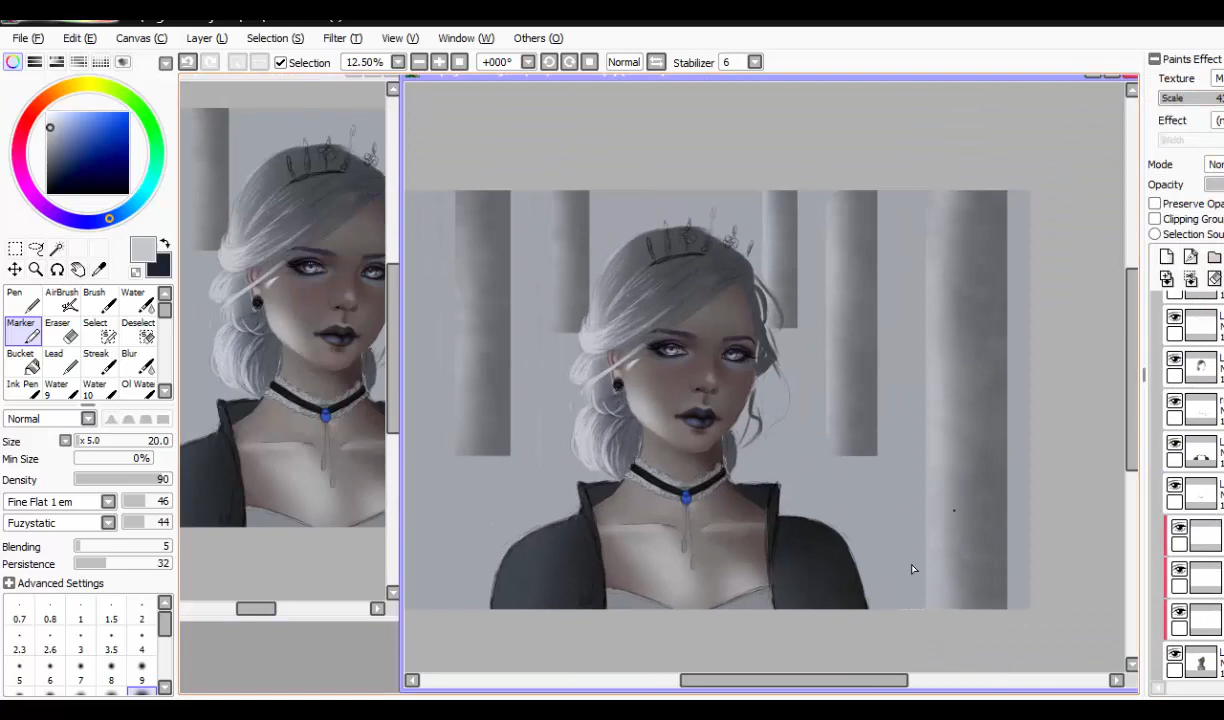 File (F) Edit (E) Canvas (C) Layer (L) Selection (S) Filter (T) View (V) Window (W) Others (O)
Selection 12.50% +000° Normal Stabilizer 6
Pen AirBrush Brush Water
Marker Eraser Select Deselect
Bucket Lead Streak Blur
Ink Pen Water Water Ol Water
9 10
Normal
Size x 5.0 20.0
Min Size 0%
Density 90
Fine Flat 1 em 46
Fuzystatic 44
Blending 5
Persistence 32
Advanced Settings
0.7 0.8 1 1.5 2
2.3 2.6 3 3.5 4
5 6 7 8 9
Paints Effect
Texture
Scale
Effect
Width
Mode
Opacity
Preserve Opa
Clipping Grou
Selection Sou